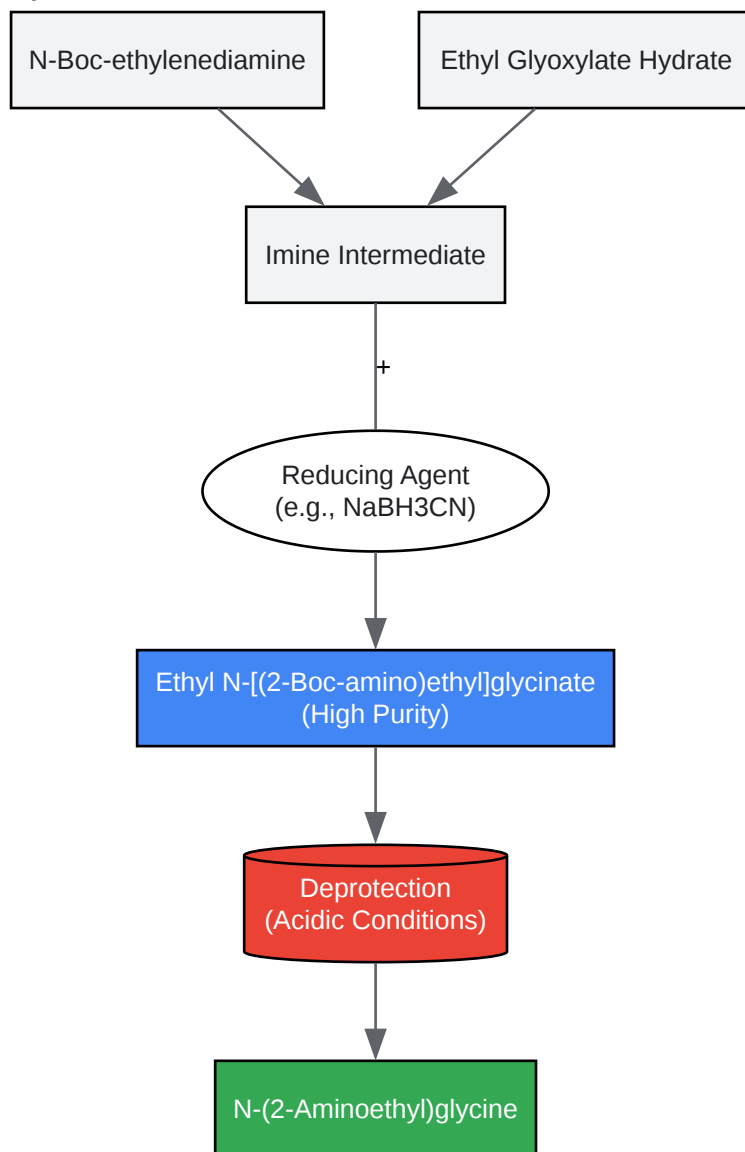 N-Boc-ethylenediamine
Ethyl Glyoxylate Hydrate
Imine Intermediate
+
Reducing Agent
(e.g., NaBH3CN)
Ethyl N-[(2-Boc-amino)ethyl]glycinate
(High Purity)
Deprotection
(Acidic Conditions)
N-(2-Aminoethyl)glycine